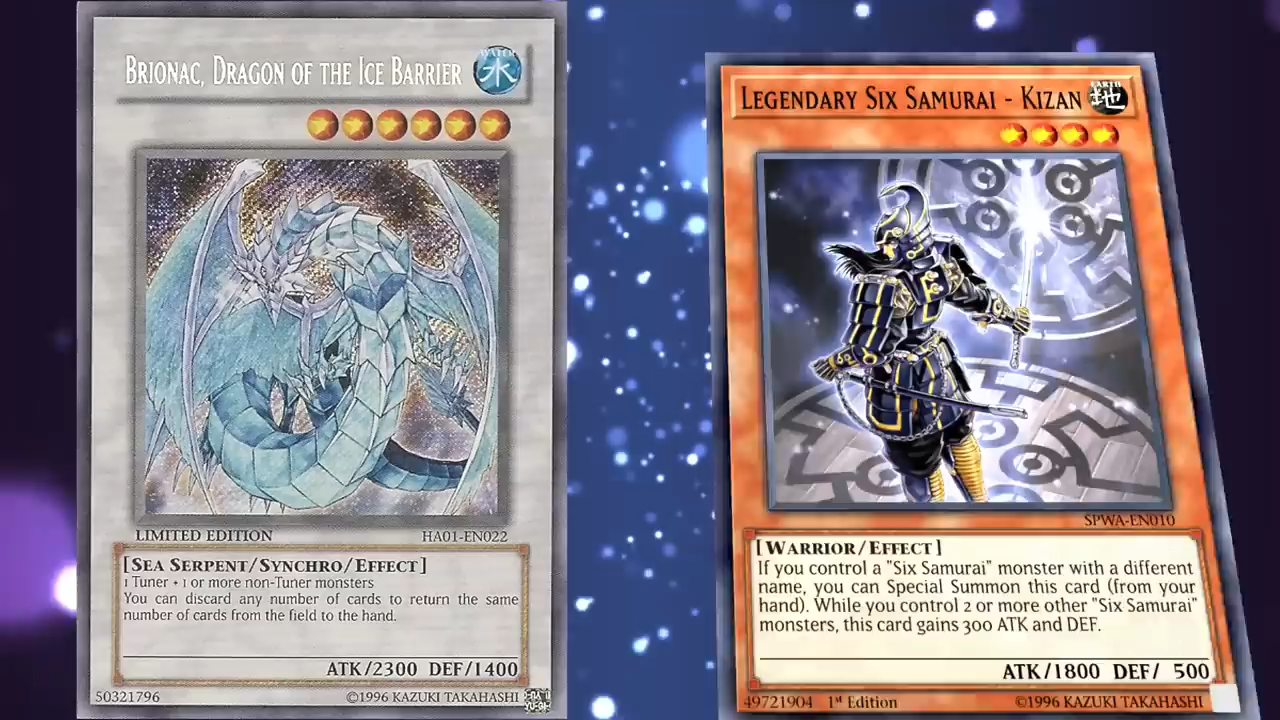 BRIONAC, DRAGON OF THE ICE BARRIER
WATER
水
LIMITED EDITION
HA01-EN022
[SEA SERPENT/SYNCHRO/EFFECT]
1 Tuner + 1 or more non-Tuner monsters
You can discard any number of cards to return the same
number of cards from the field to the hand.
ATK/2300 DEF/1400
50321796
©1996 KAZUKI TAKAHASHI
LEGENDARY SIX SAMURAI - KIZAN
EARTH
地
SPWA-EN010
[WARRIOR/EFFECT]
If you control a "Six Samurai" monster with a different
name, you can Special Summon this card (from your
hand). While you control 2 or more other "Six Samurai"
monsters, this card gains 300 ATK and DEF.
ATK/1800 DEF/ 500
49721904 1st Edition
©1996 KAZUKI TAKAHASHI